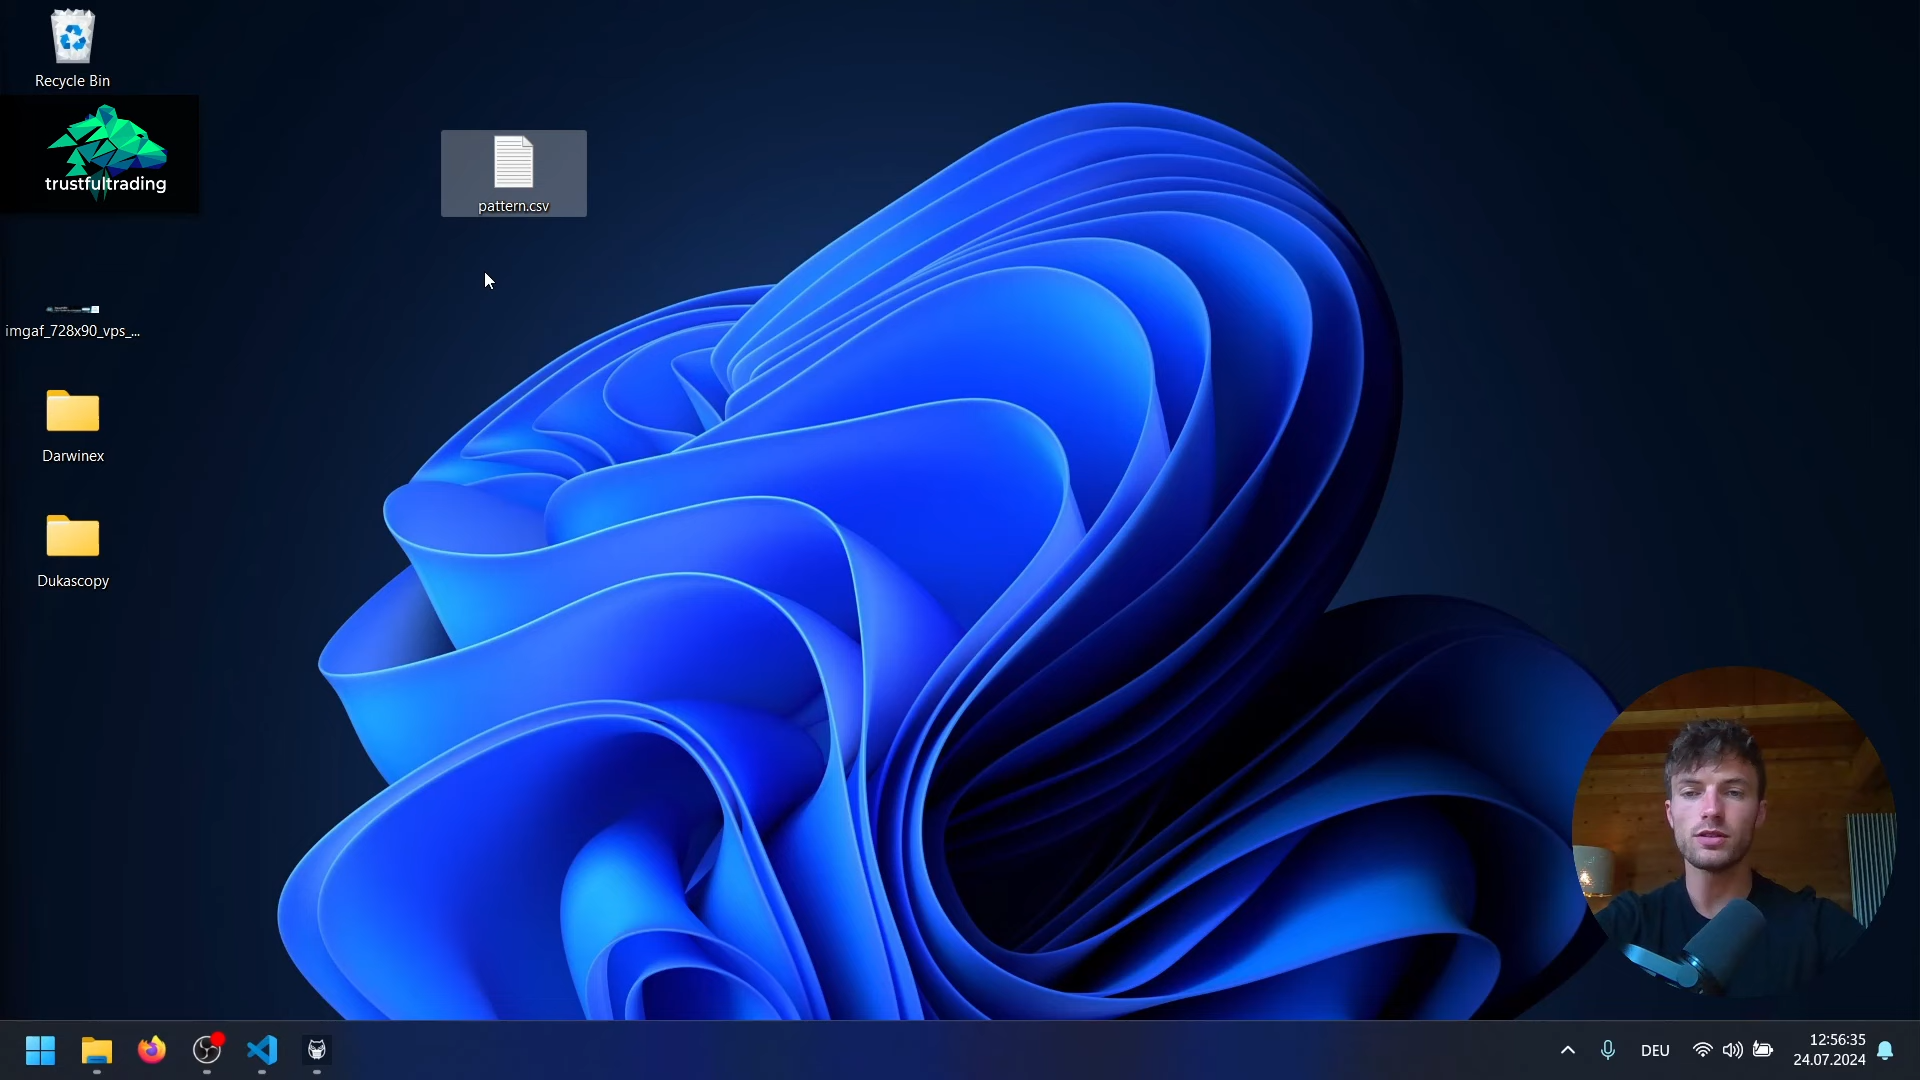 Recycle Bin
trustfultrading
pattern.csv
imgaf_728x90_vps_...
Darwinex
Dukascopy
DEU
12:56:35
24.07.2024